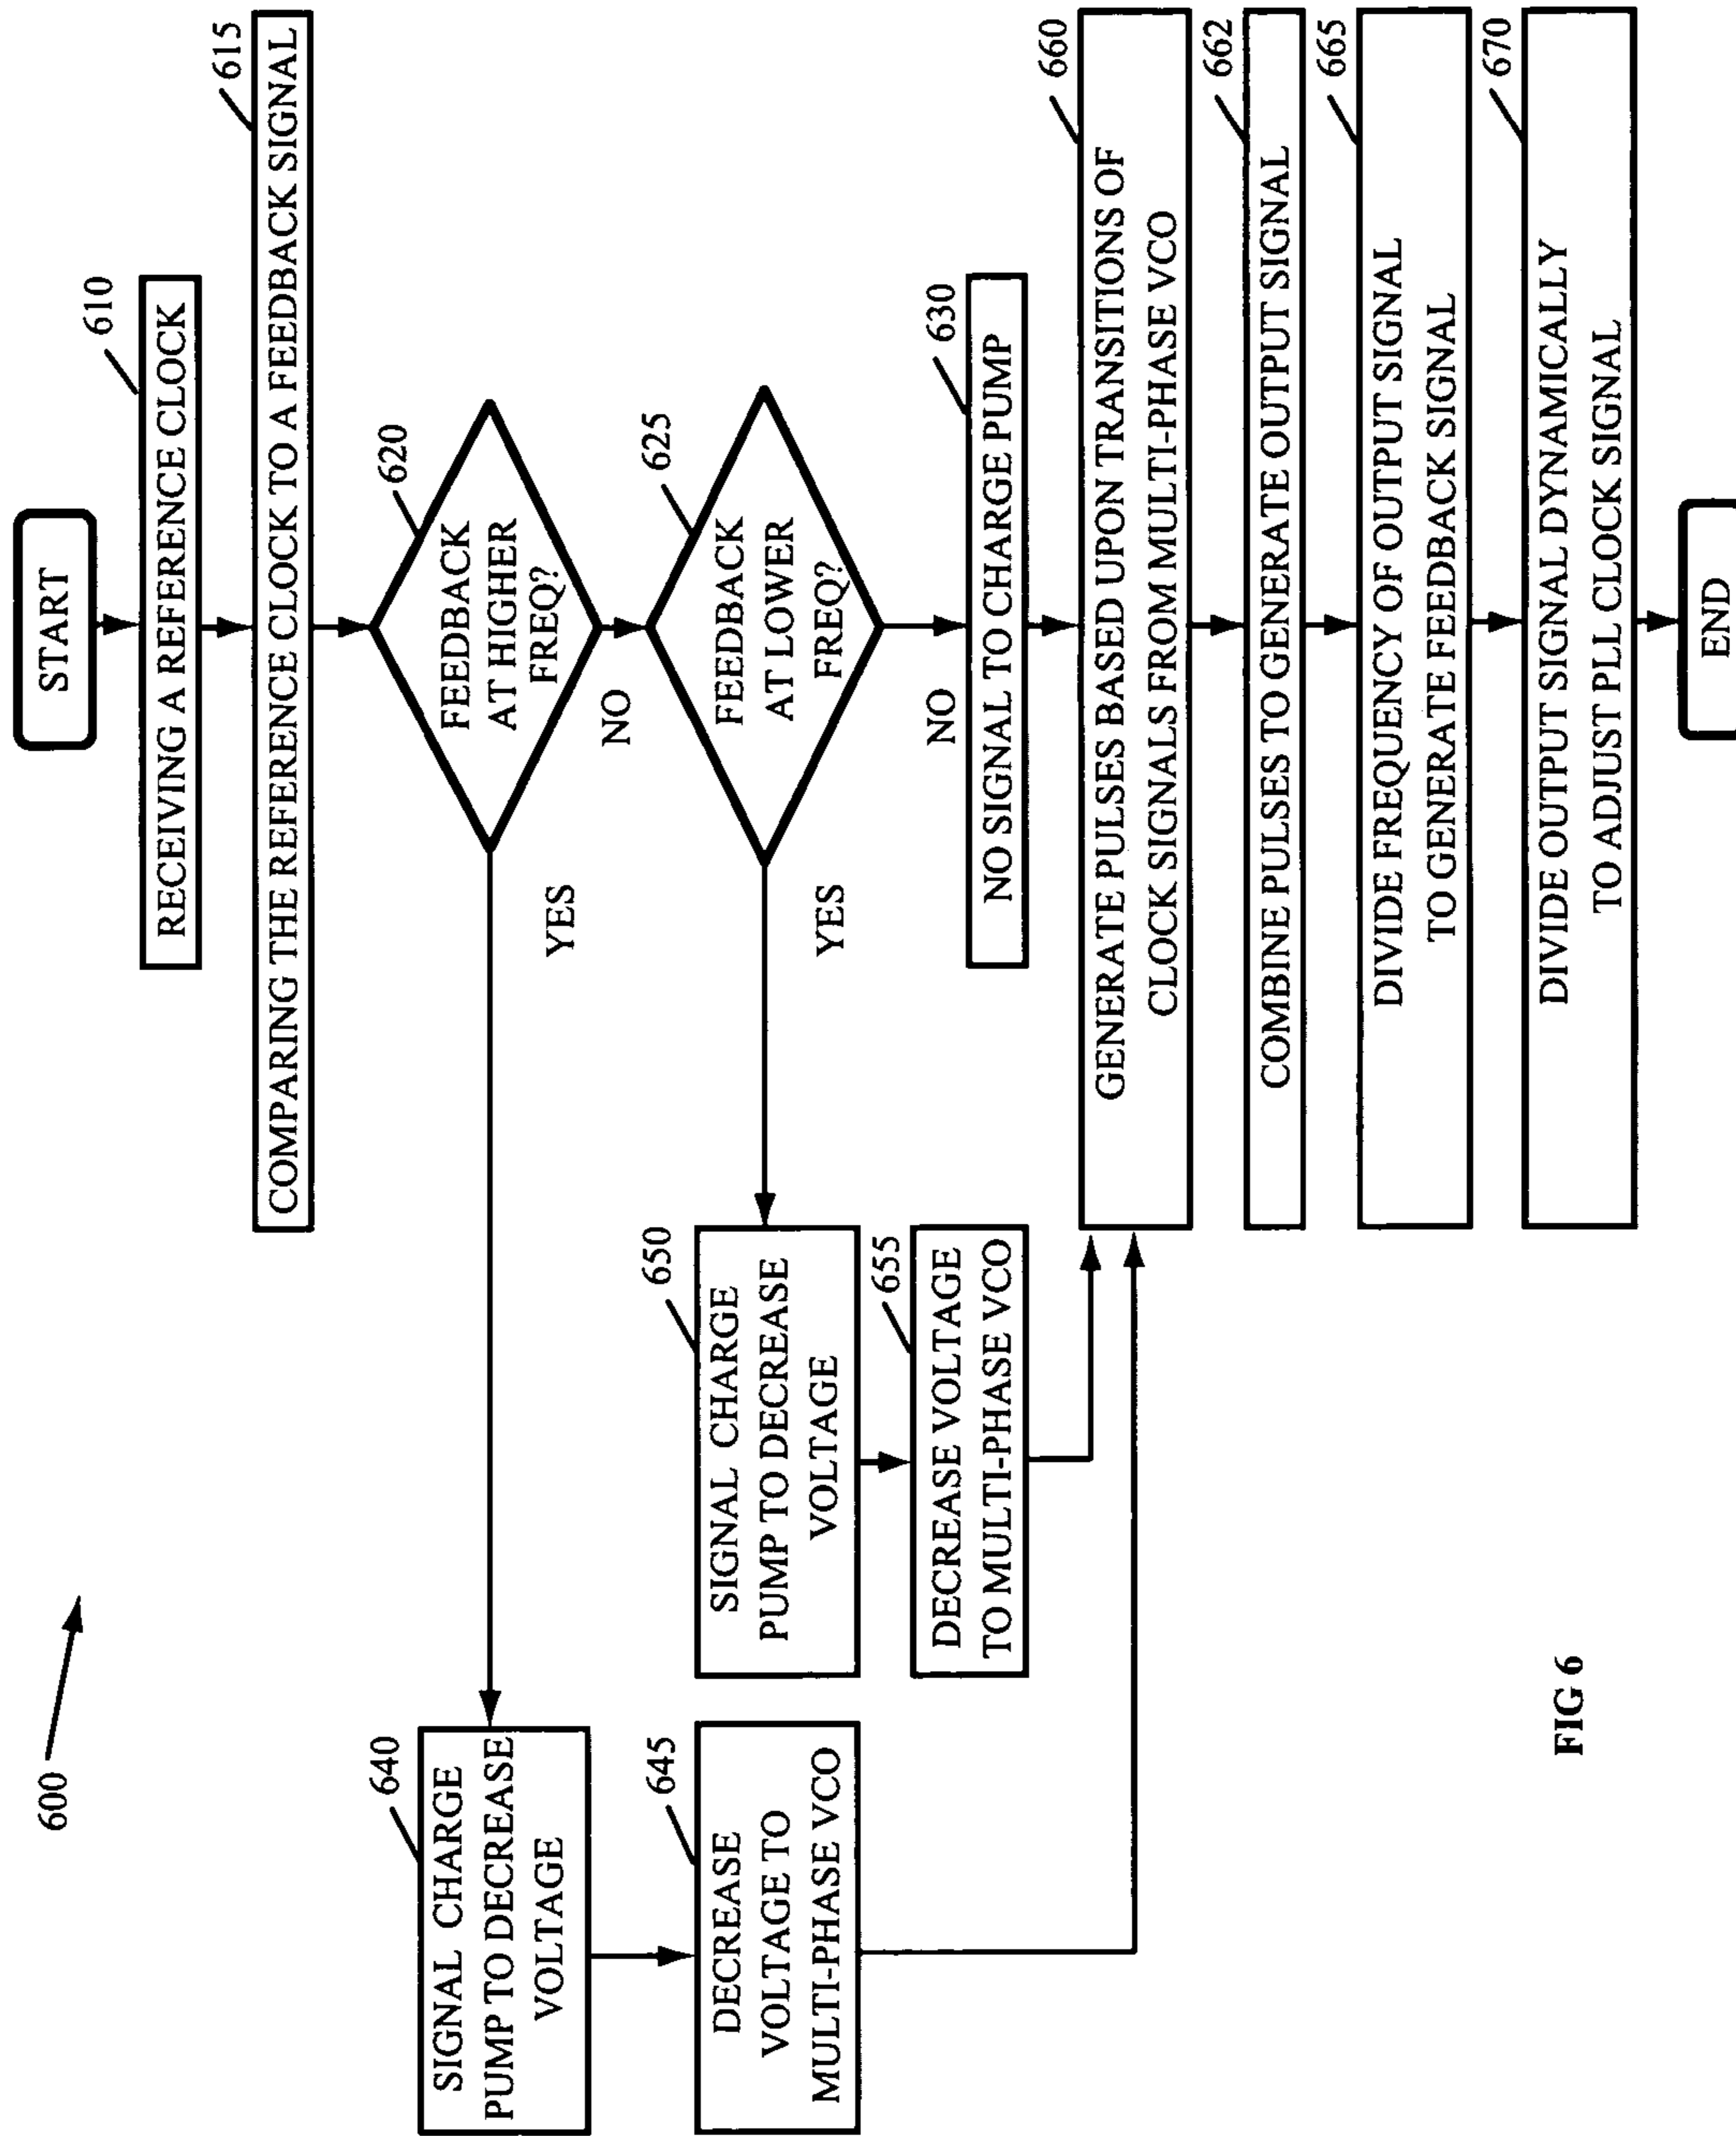 600
START
610
RECEIVING A REFERENCE CLOCK
615
COMPARING THE REFERENCE CLOCK TO A FEEDBACK SIGNAL
620
FEEDBACK
AT HIGHER
FREQ?
YES
NO
640
SIGNAL CHARGE
PUMP TO DECREASE
VOLTAGE
645
DECREASE
VOLTAGE TO
MULTI-PHASE VCO
625
FEEDBACK
AT LOWER
FREQ?
YES
NO
650
SIGNAL CHARGE
PUMP TO DECREASE
VOLTAGE
655
DECREASE VOLTAGE
TO MULTI-PHASE VCO
630
NO SIGNAL TO CHARGE PUMP
660
GENERATE PULSES BASED UPON TRANSITIONS OF
CLOCK SIGNALS FROM MULTI-PHASE VCO
662
COMBINE PULSES TO GENERATE OUTPUT SIGNAL
665
DIVIDE FREQUENCY OF OUTPUT SIGNAL
TO GENERATE FEEDBACK SIGNAL
670
DIVIDE OUTPUT SIGNAL DYNAMICALLY
TO ADJUST PLL CLOCK SIGNAL
END
FIG 6